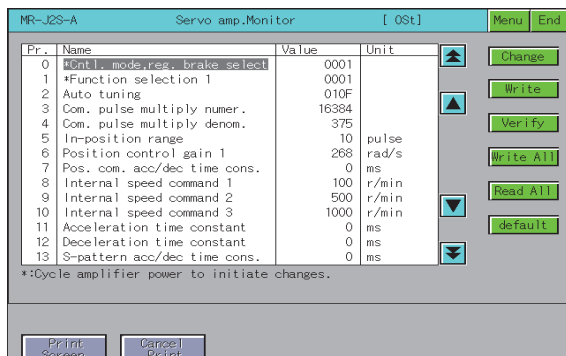 MR-J2S-A Servo amp.Monitor [ OSt] Menu End
Pr. Name Value Unit
0 *Cntl. mode,reg. brake select 0001
1 *Function selection 1 0001
2 Auto tuning 010F
3 Com. pulse multiply numer. 16384
4 Com. pulse multiply denom. 375
5 In-position range 10 pulse
6 Position control gain 1 268 rad/s
7 Pos. com. acc/dec time cons. 0 ms
8 Internal speed command 1 100 r/min
9 Internal speed command 2 500 r/min
10 Internal speed command 3 1000 r/min
11 Acceleration time constant 0 ms
12 Deceleration time constant 0 ms
13 S-pattern acc/dec time cons. 0 ms
Change
Write
Verify
Write All
Read All
default
*:Cycle amplifier power to initiate changes.
Print Cancel
Screen Print